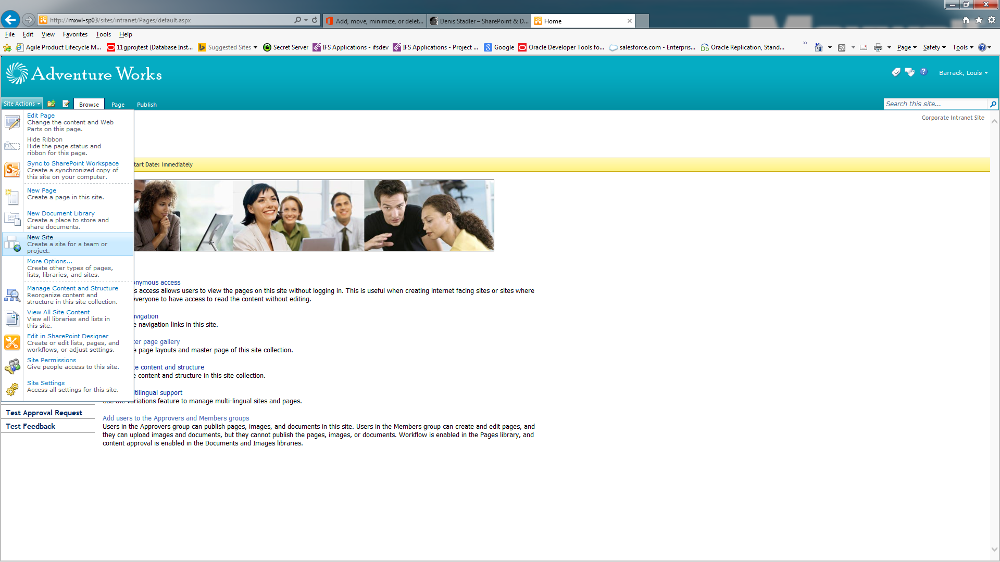 http://mxwl-sp03/sites/intranet/Pages/default.aspx
Add, move, minimize, or delet...
Denis Stadler – SharePoint & D...
Home
File Edit View Favorites Tools Help
Agile Product Lifecycle M...
11gprojtest (Database Inst...
Suggested Sites
Secret Server
IFS Applications - ifsdev
IFS Applications - Project ...
Google
Oracle Developer Tools fo...
salesforce.com - Enterpris...
Oracle Replication, Stand...
Page Safety Tools
Adventure Works
Barrack, Louis
Site Actions
Browse
Page
Publish
Search this site...
Corporate Intranet Site
Edit Page
Change the content and Web
Parts on this page.
Hide Ribbon
Hide the page status and
ribbon for this page.
Sync to SharePoint Workspace
Create a synchronized copy of
this site on your computer.
New Page
Create a page in this site.
New Document Library
Create a place to store and
share documents.
New Site
Create a site for a team or
project.
More Options...
Create other types of pages,
lists, libraries, and sites.
Manage Content and Structure
Reorganize content and
structure in this site collection.
View All Site Content
View all libraries and lists in
this site.
Edit in SharePoint Designer
Create or edit lists, pages, and
workflows, or adjust settings.
Site Permissions
Give people access to this site.
Site Settings
Access all settings for this site.
Test Approval Request
Test Feedback
tart Date: Immediately
nymous access
s access allows users to view the pages on this site without logging in. This is useful when creating internet facing sites or sites where
everyone to have access to read the content without editing.
vigation
e navigation links in this site.
ter page gallery
e page layouts and master page of this site collection.
e content and structure
e content and structure in this site collection.
ltilingual support
Use the variations feature to manage multi-lingual sites and pages.
Add users to the Approvers and Members groups
Users in the Approvers group can publish pages, images, and documents in this site. Users in the Members group can create and edit pages, and
they can upload images and documents, but they cannot publish the pages, images, or documents. Workflow is enabled in the Pages library, and
content approval is enabled in the Documents and Images libraries.